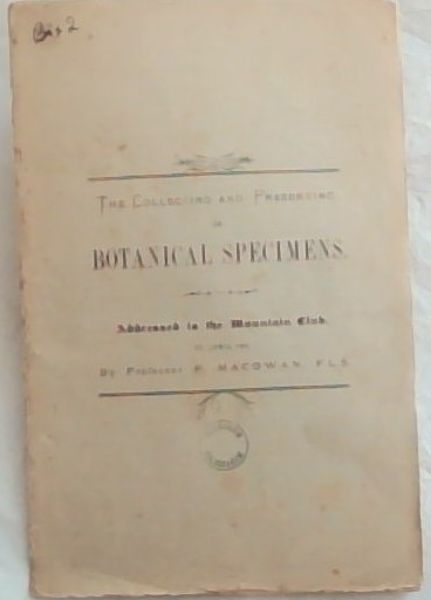 The Collecting and Preserving
of
BOTANICAL SPECIMENS.
Addressed to the Mountain Club.
By Professor P. MACOWAN, F.L.S.